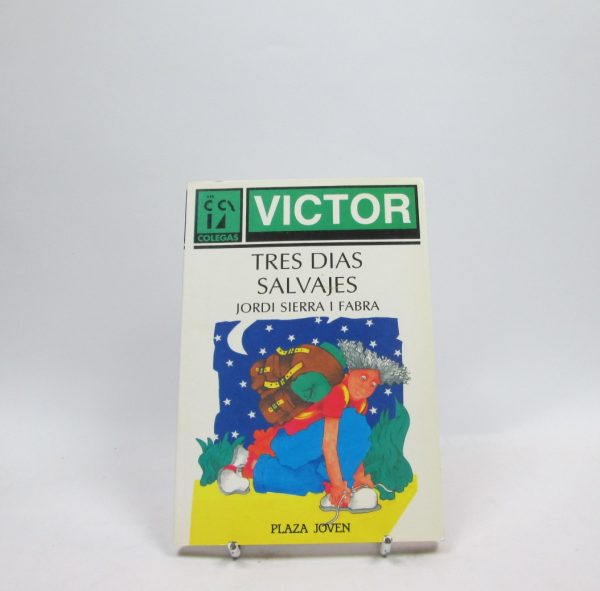 COLEGAS
VICTOR
TRES DIAS
SALVAJES
JORDI SIERRA I FABRA
PLAZA JOVEN